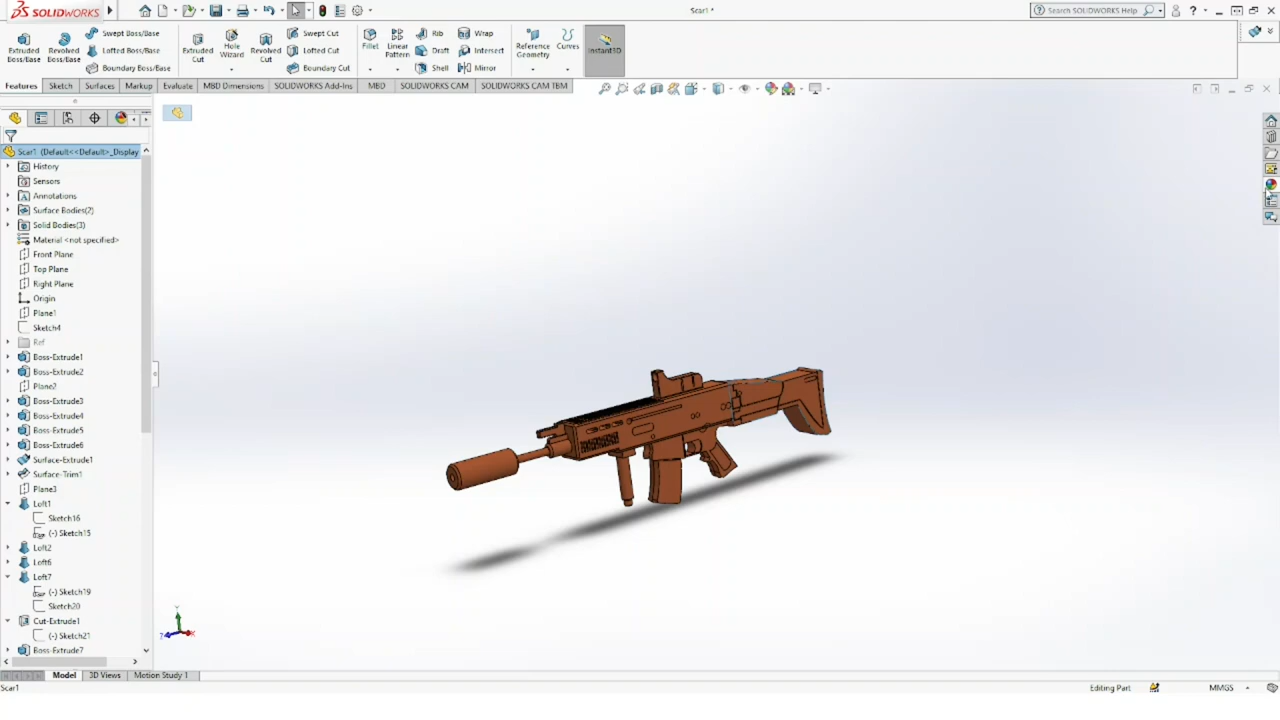 SOLIDWORKS
Scar1 *
Search SOLIDWORKS Help
Extruded Boss/Base
Revolved Boss/Base
Swept Boss/Base
Lofted Boss/Base
Boundary Boss/Base
Extruded Cut
Hole Wizard
Revolved Cut
Swept Cut
Lofted Cut
Boundary Cut
Fillet
Linear Pattern
Rib
Draft
Shell
Wrap
Intersect
Mirror
Reference Geometry
Curves
Instant3D
Features Sketch Surfaces Markup Evaluate MBD Dimensions SOLIDWORKS Add-Ins MBD SOLIDWORKS CAM SOLIDWORKS CAM TBM
Scar1 (Default<<Default>_Display
History
Sensors
Annotations
Surface Bodies(2)
Solid Bodies(3)
Material <not specified>
Front Plane
Top Plane
Right Plane
Origin
Plane1
Sketch4
Ref
Boss-Extrude1
Boss-Extrude2
Plane2
Boss-Extrude3
Boss-Extrude4
Boss-Extrude5
Boss-Extrude6
Surface-Extrude1
Surface-Trim1
Plane3
Loft1
Sketch16
(-) Sketch15
Loft2
Loft6
Loft7
(-) Sketch19
Sketch20
Cut-Extrude1
(-) Sketch21
Boss-Extrude7
Model 3D Views Motion Study 1
Scar1
Editing Part
MMGS